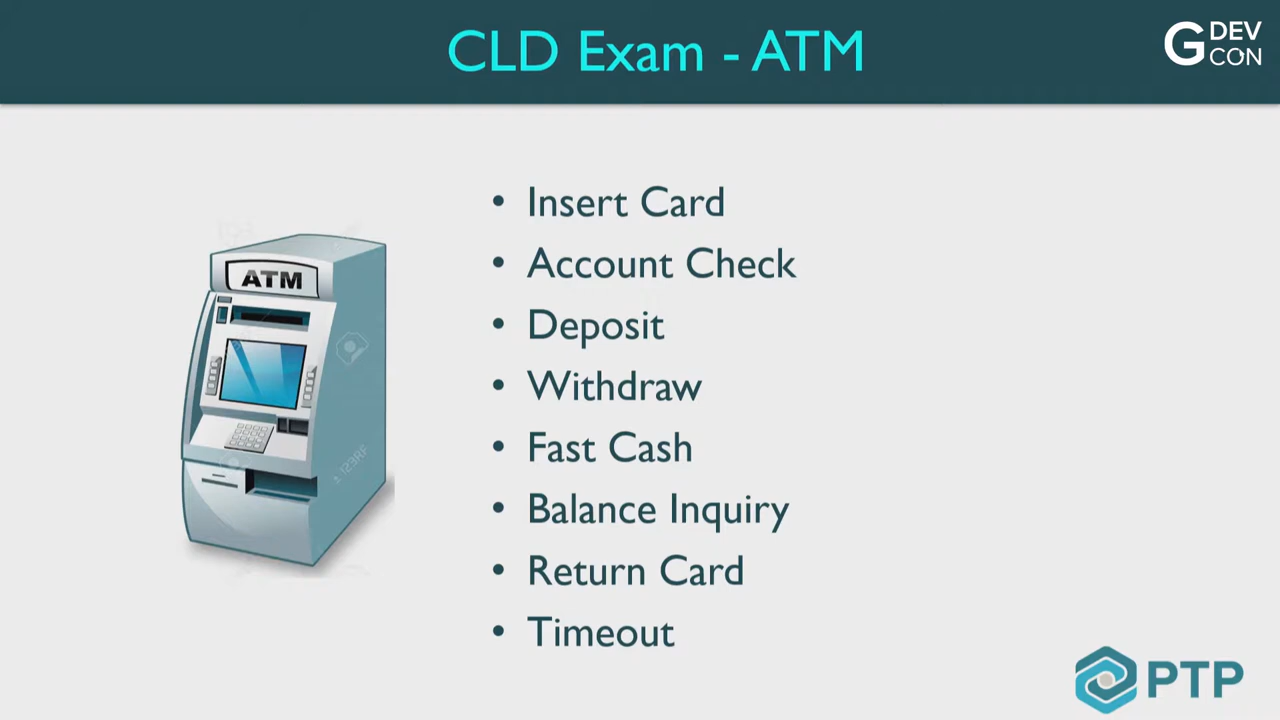 CLD Exam - ATM
G DEV
CON
ATM
• Insert Card
• Account Check
• Deposit
• Withdraw
• Fast Cash
• Balance Inquiry
• Return Card
• Timeout
123RF
PTP